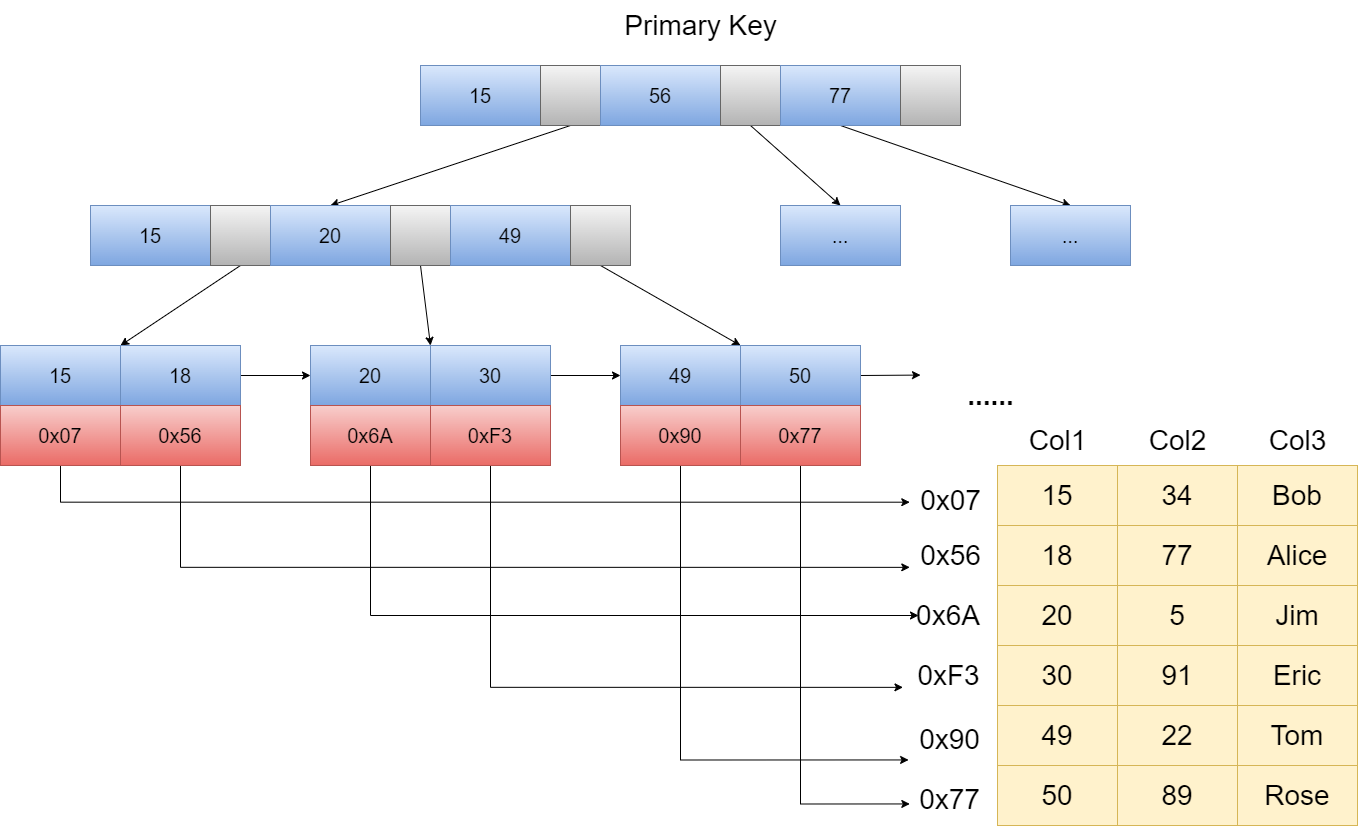 Primary Key
15 56 77
15 20 49 ... ...
15 18 20 30 49 50
......
0x07 0x56 0x6A 0xF3 0x90 0x77
Col1 Col2 Col3
0x07 15 34 Bob
0x56 18 77 Alice
0x6A 20 5 Jim
0xF3 30 91 Eric
0x90 49 22 Tom
0x77 50 89 Rose